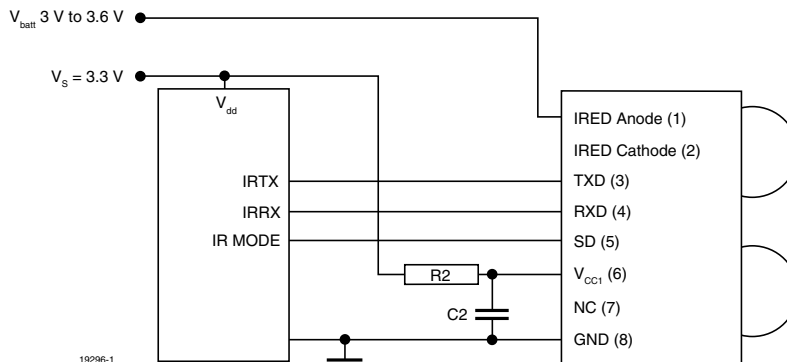 V_batt 3 V to 3.6 V
V_S = 3.3 V
V_dd
IRTX
IRRX
IR MODE
R2
C2
IRED Anode (1)
IRED Cathode (2)
TXD (3)
RXD (4)
SD (5)
V_CC1 (6)
NC (7)
GND (8)
19296-1